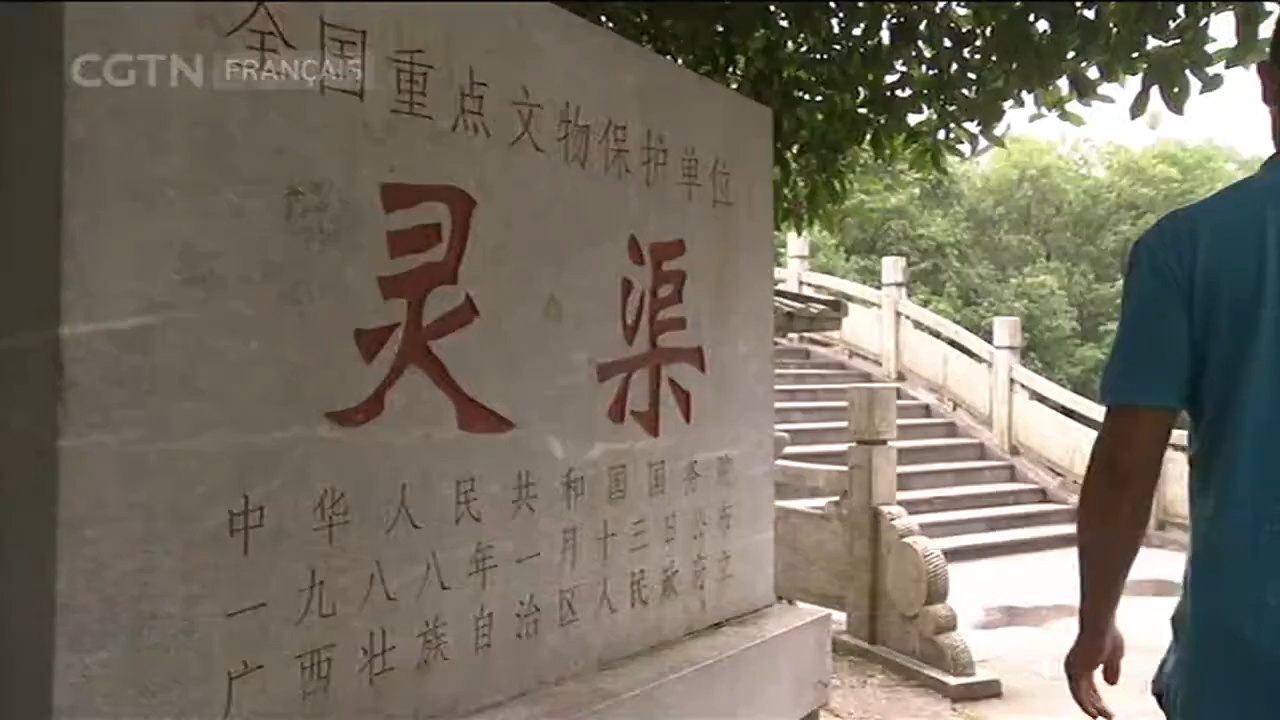 CGTN FRANÇAIS
全国重点文物保护单位
灵渠
中华人民共和国国务院
一九八八年一月十三日公布
广西壮族自治区人民政府立